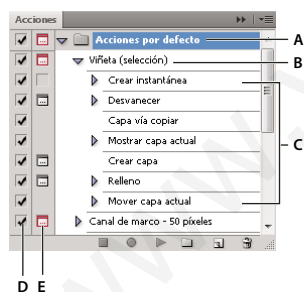 Acciones
Acciones por defecto
A
Viñeta (selección)
B
Crear instantánea
Desvanecer
Capa vía copiar
C
Mostrar capa actual
Crear capa
Relleno
Mover capa actual
Canal de marco - 50 píxeles
D E